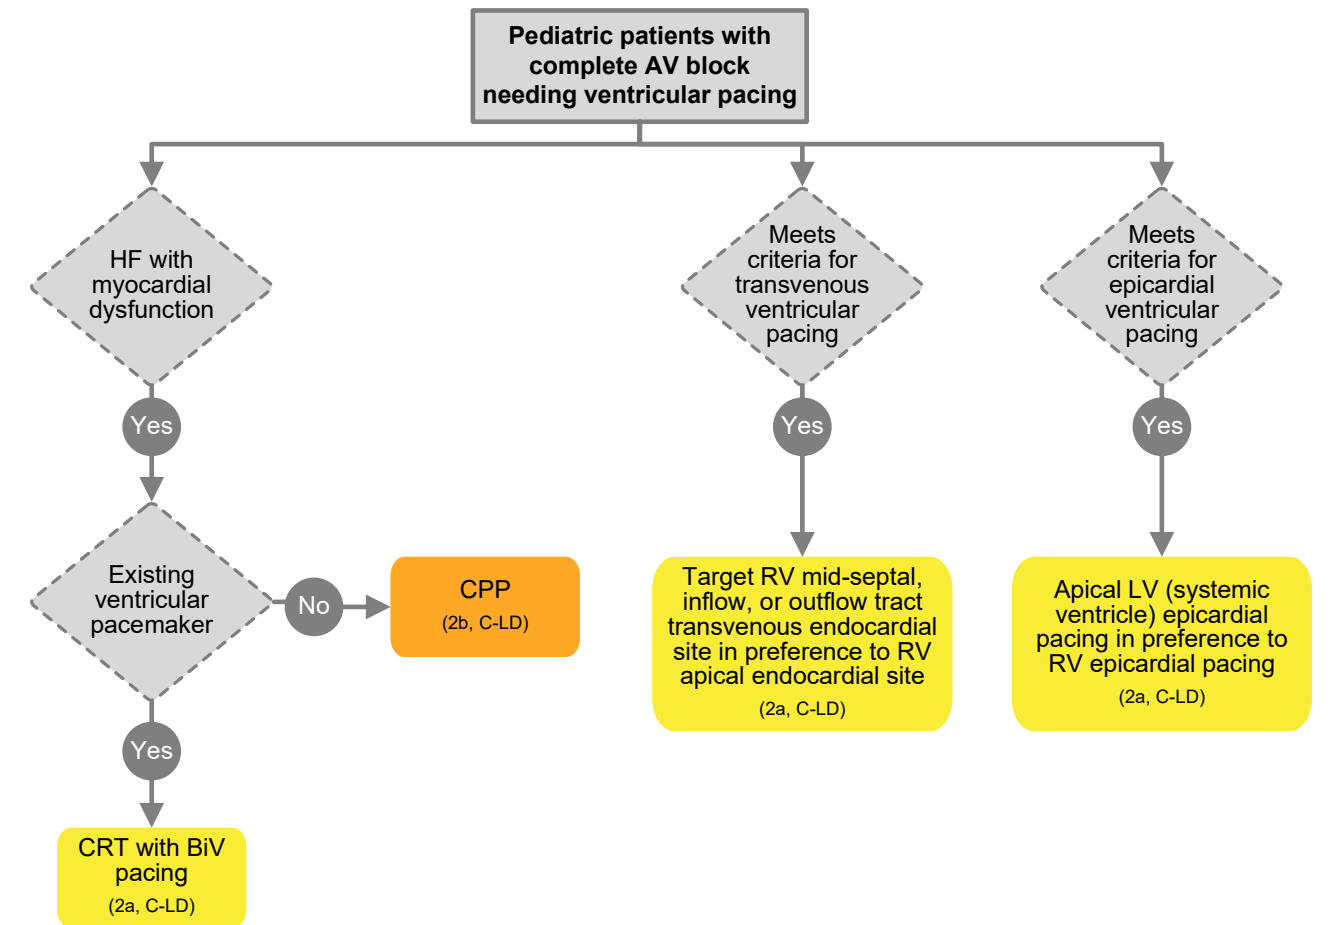 Pediatric patients with
complete AV block
needing ventricular pacing
HF with
myocardial
dysfunction
Meets
criteria for
transvenous
ventricular
pacing
Meets
criteria for
epicardial
ventricular
pacing
Yes
Yes
Yes
Existing
ventricular
pacemaker
No
CPP
(2b, C-LD)
Target RV mid-septal,
inflow, or outflow tract
transvenous endocardial
site in preference to RV
apical endocardial site
(2a, C-LD)
Apical LV (systemic
ventricle) epicardial
pacing in preference to
RV epicardial pacing
(2a, C-LD)
Yes
CRT with BiV
pacing
(2a, C-LD)